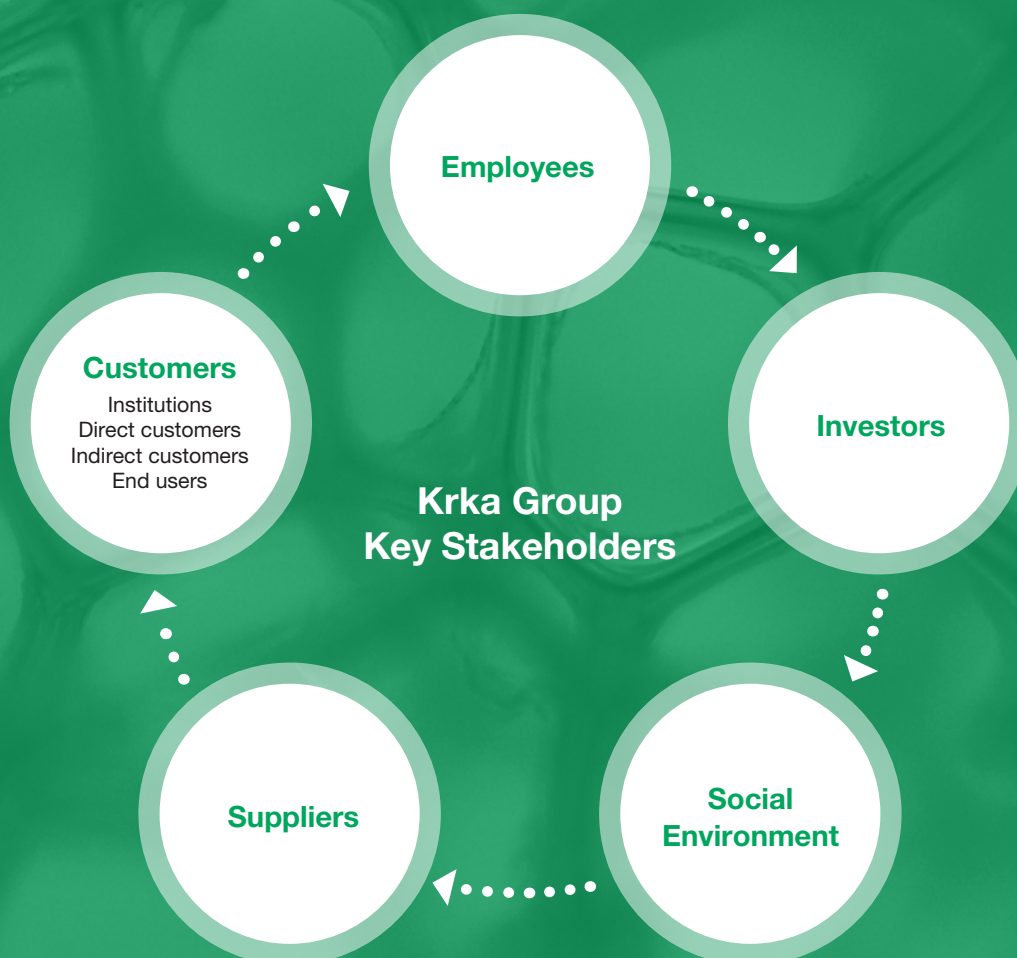 Employees
Customers
Institutions
Direct customers
Indirect customers
End users
Investors
Krka Group
Key Stakeholders
Suppliers
Social
Environment